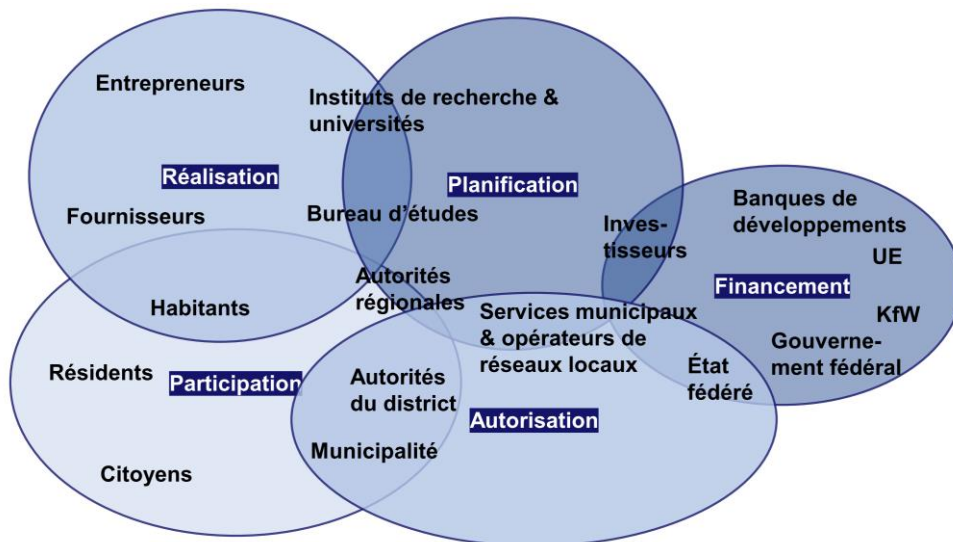 Entrepreneurs
Instituts de recherche &
universités
Réalisation
Planification
Fournisseurs
Bureau d’études
Inves-
tisseurs
Banques de
développements
UE
Financement
KfW
Gouverne-
ment fédéral
Habitants
Autorités
régionales
Services municipaux
& opérateurs de
réseaux locaux
État
fédéré
Résidents
Participation
Autorités
du district
Autorisation
Municipalité
Citoyens